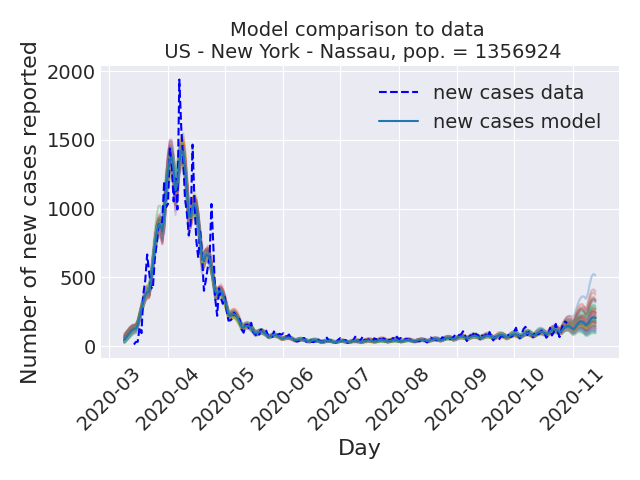 Model comparison to data
US - New York - Nassau, pop. = 1356924
Number of new cases reported
2000
1500
1000
500
0
new cases data
new cases model
2020-03
2020-04
2020-05
2020-06
2020-07
2020-08
2020-09
2020-10
2020-11
Day